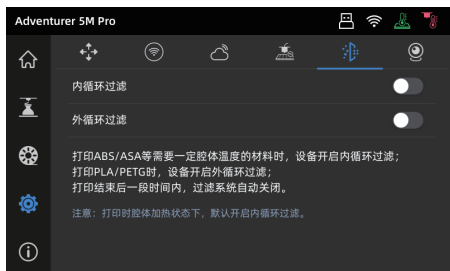 Adventurer 5M Pro
内循环过滤
外循环过滤
打印ABS/ASA等需要一定腔体温度的材料时，设备开启内循环过滤；
打印PLA/PETG时，设备开启外循环过滤；
打印结束后一段时间内，过滤系统自动关闭。
注意：打印时腔体加热状态下，默认开启内循环过滤。